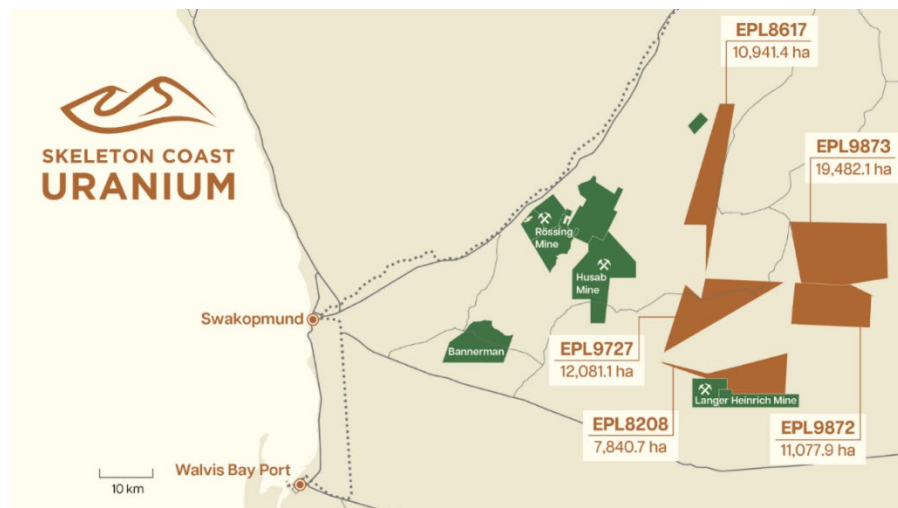 SKELETON COAST
URANIUM
EPL8617
10,941.4 ha
EPL9873
19,482.1 ha
Rössing
Mine
Husab
Mine
Swakopmund
Bannerman
EPL9727
12,081.1 ha
Langer Heinrich Mine
EPL8208
7,840.7 ha
EPL9872
11,077.9 ha
Walvis Bay Port
10 km